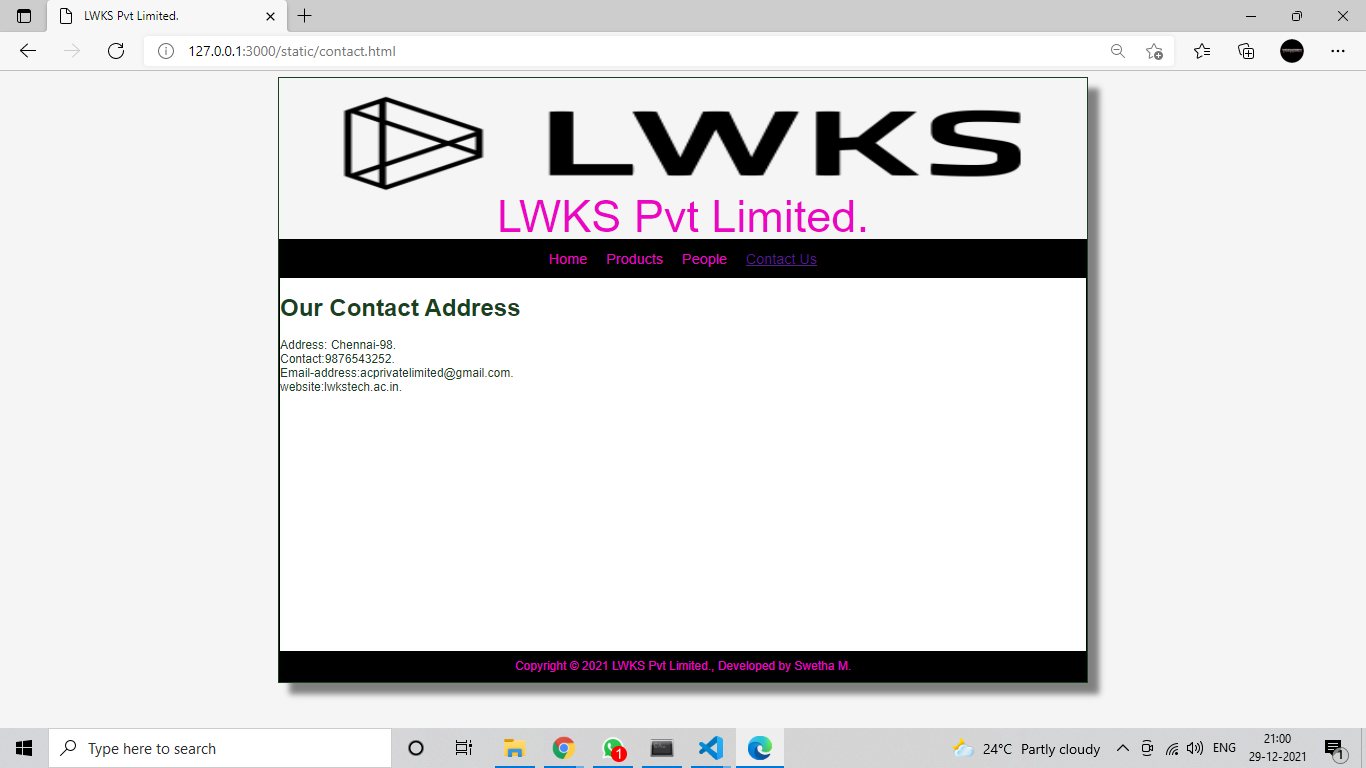 LWKS Pvt Limited.
127.0.0.1:3000/static/contact.html
LWKS
LWKS Pvt Limited.
Home Products People Contact Us
Our Contact Address
Address: Chennai-98.
Contact:9876543252.
Email-address:acprivatelimited@gmail.com.
website:lwkstech.ac.in.
Copyright © 2021 LWKS Pvt Limited., Developed by Swetha M.
Type here to search
1
24°C Partly cloudy
ENG
21:00
29-12-2021
1